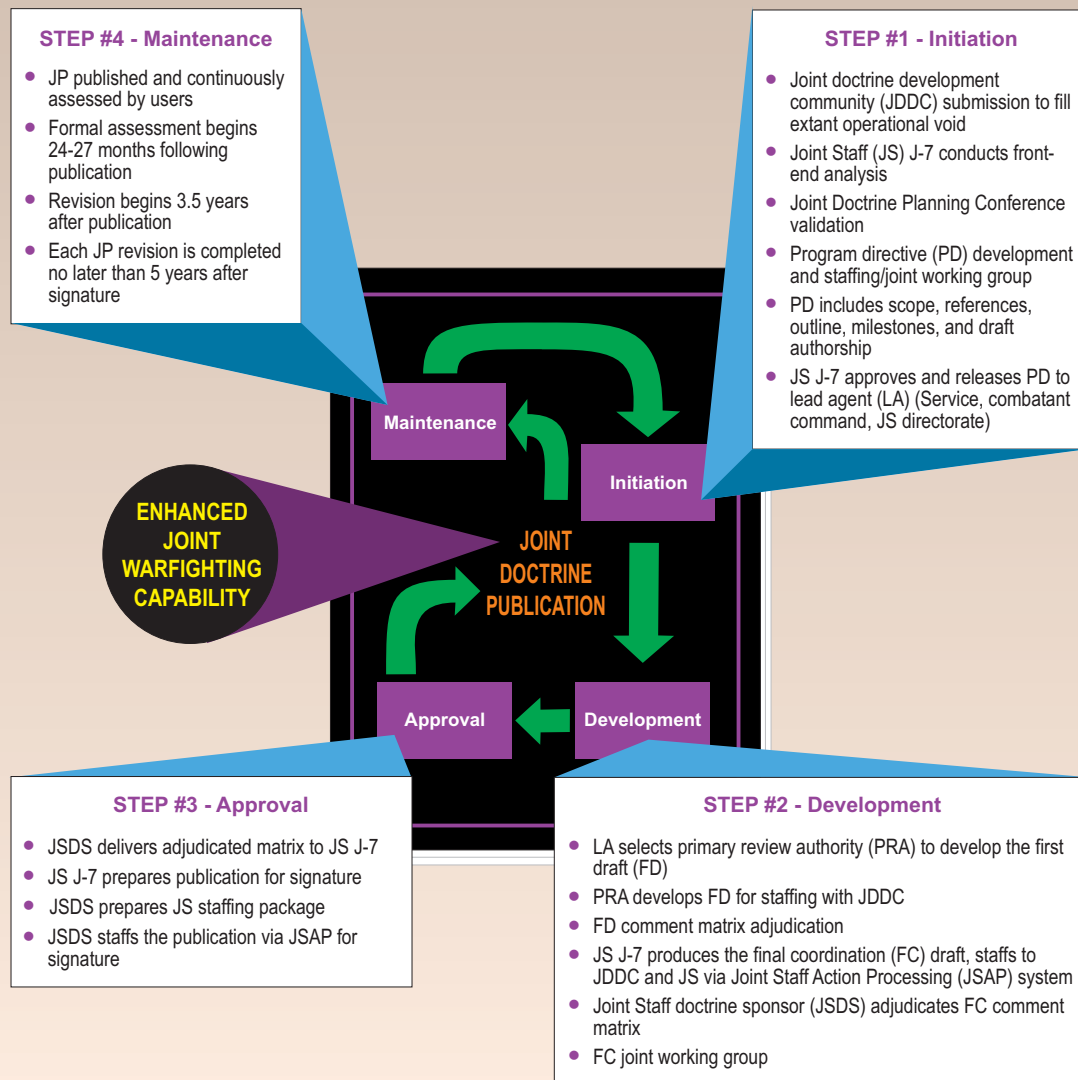 STEP #4 - Maintenance
• JP published and continuously
assessed by users
• Formal assessment begins
24-27 months following
publication
• Revision begins 3.5 years
after publication
• Each JP revision is completed
no later than 5 years after
signature
STEP #1 - Initiation
• Joint doctrine development
community (JDDC) submission to fill
extant operational void
• Joint Staff (JS) J-7 conducts front-
end analysis
• Joint Doctrine Planning Conference
validation
• Program directive (PD) development
and staffing/joint working group
• PD includes scope, references,
outline, milestones, and draft
authorship
• JS J-7 approves and releases PD to
lead agent (LA) (Service, combatant
command, JS directorate)
Maintenance
Initiation
ENHANCED
JOINT
WARFIGHTING
CAPABILITY
JOINT
DOCTRINE
PUBLICATION
Approval
Development
STEP #3 - Approval
• JSDS delivers adjudicated matrix to JS J-7
• JS J-7 prepares publication for signature
• JSDS prepares JS staffing package
• JSDS staffs the publication via JSAP for
signature
STEP #2 - Development
• LA selects primary review authority (PRA) to develop the first
draft (FD)
• PRA develops FD for staffing with JDDC
• FD comment matrix adjudication
• JS J-7 produces the final coordination (FC) draft, staffs to
JDDC and JS via Joint Staff Action Processing (JSAP) system
• Joint Staff doctrine sponsor (JSDS) adjudicates FC comment
matrix
• FC joint working group